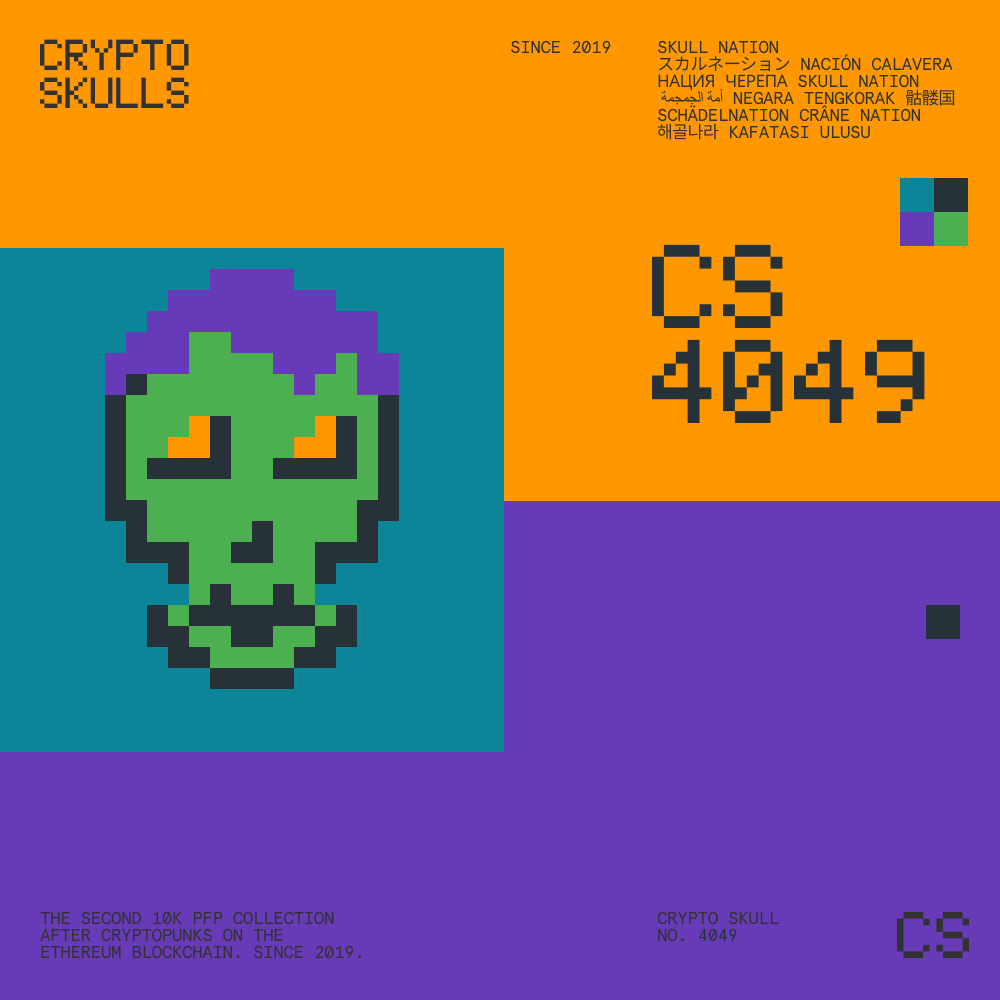 CRYPTO
SKULLS
SINCE 2019
SKULL NATION
スカルネーション NACIÓN CALAVERA
НАЦИЯ ЧЕРЕПА SKULL NATION
أمة الجمجمة NEGARA TENGKORAK 骷髅国
SCHÄDELNATION CRÂNE NATION
해골나라 KAFATASI ULUSU
CS
4049
THE SECOND 10K PFP COLLECTION
AFTER CRYPTOPUNKS ON THE
ETHEREUM BLOCKCHAIN. SINCE 2019.
CRYPTO SKULL
NO. 4049
CS